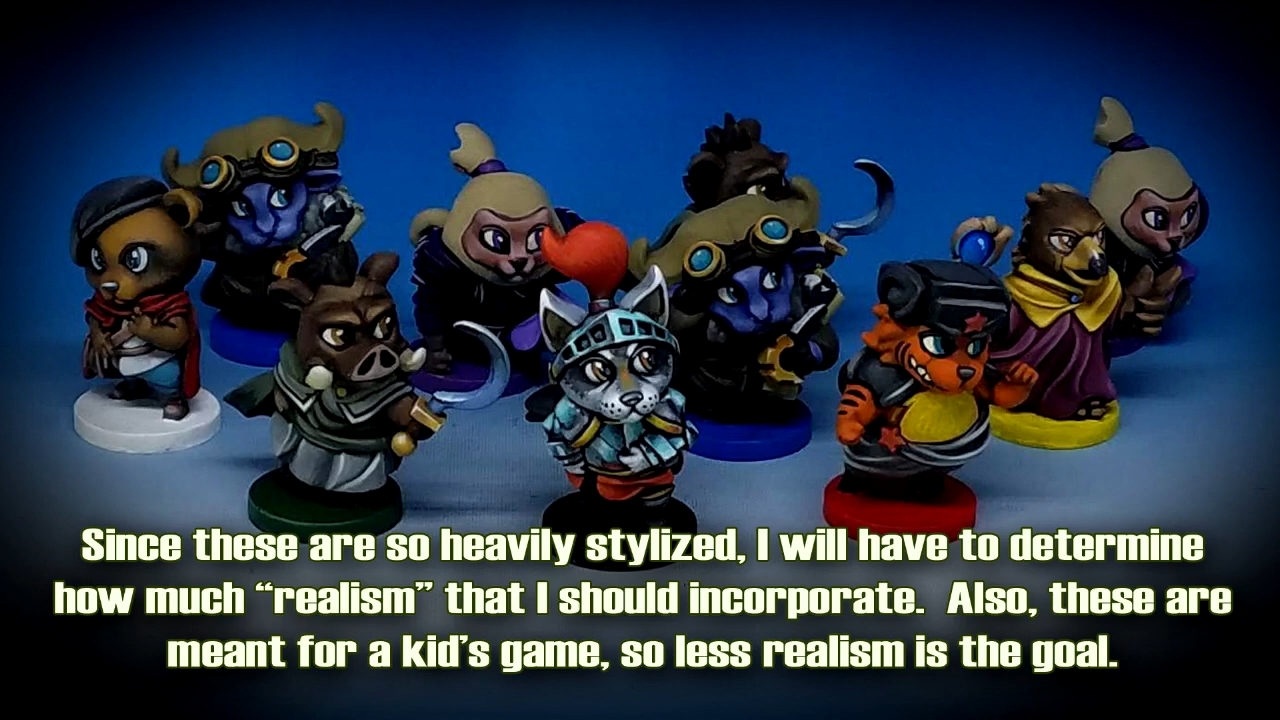 Since these are so heavily stylized, I will have to determine
how much “realism” that I should incorporate.  Also, these are
meant for a kid’s game, so less realism is the goal.